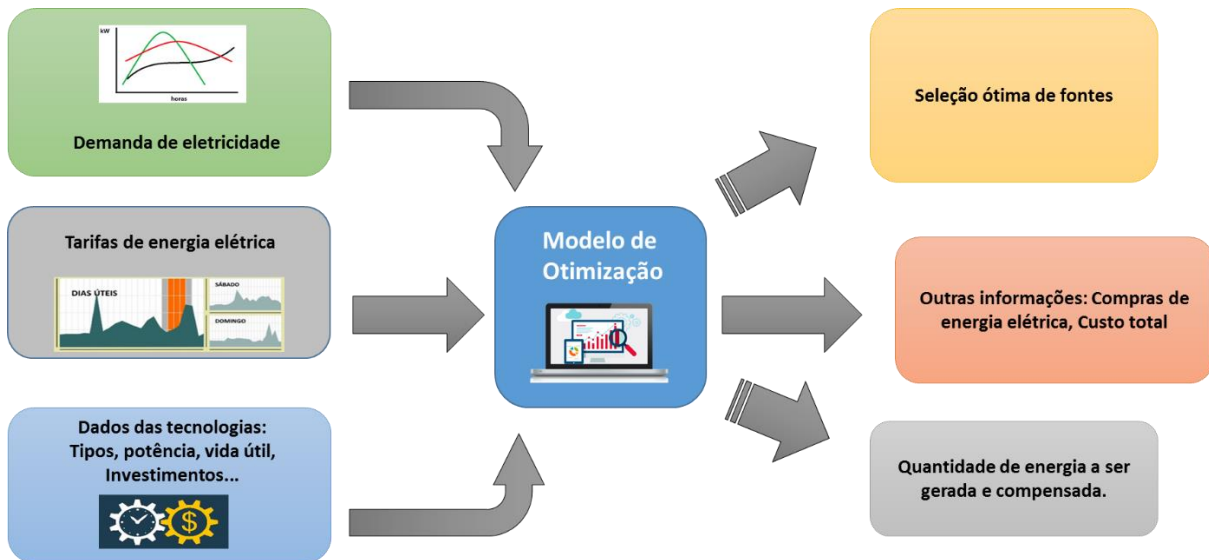 kW
horas
Demanda de eletricidade
Tarifas de energia elétrica
DIAS ÚTEIS
SÁBADO
DOMINGO
Dados das tecnologias:
Tipos, potência, vida útil,
Investimentos...
$
Modelo de
Otimização
Seleção ótima de fontes
Outras informações: Compras de
energia elétrica, Custo total
Quantidade de energia a ser
gerada e compensada.